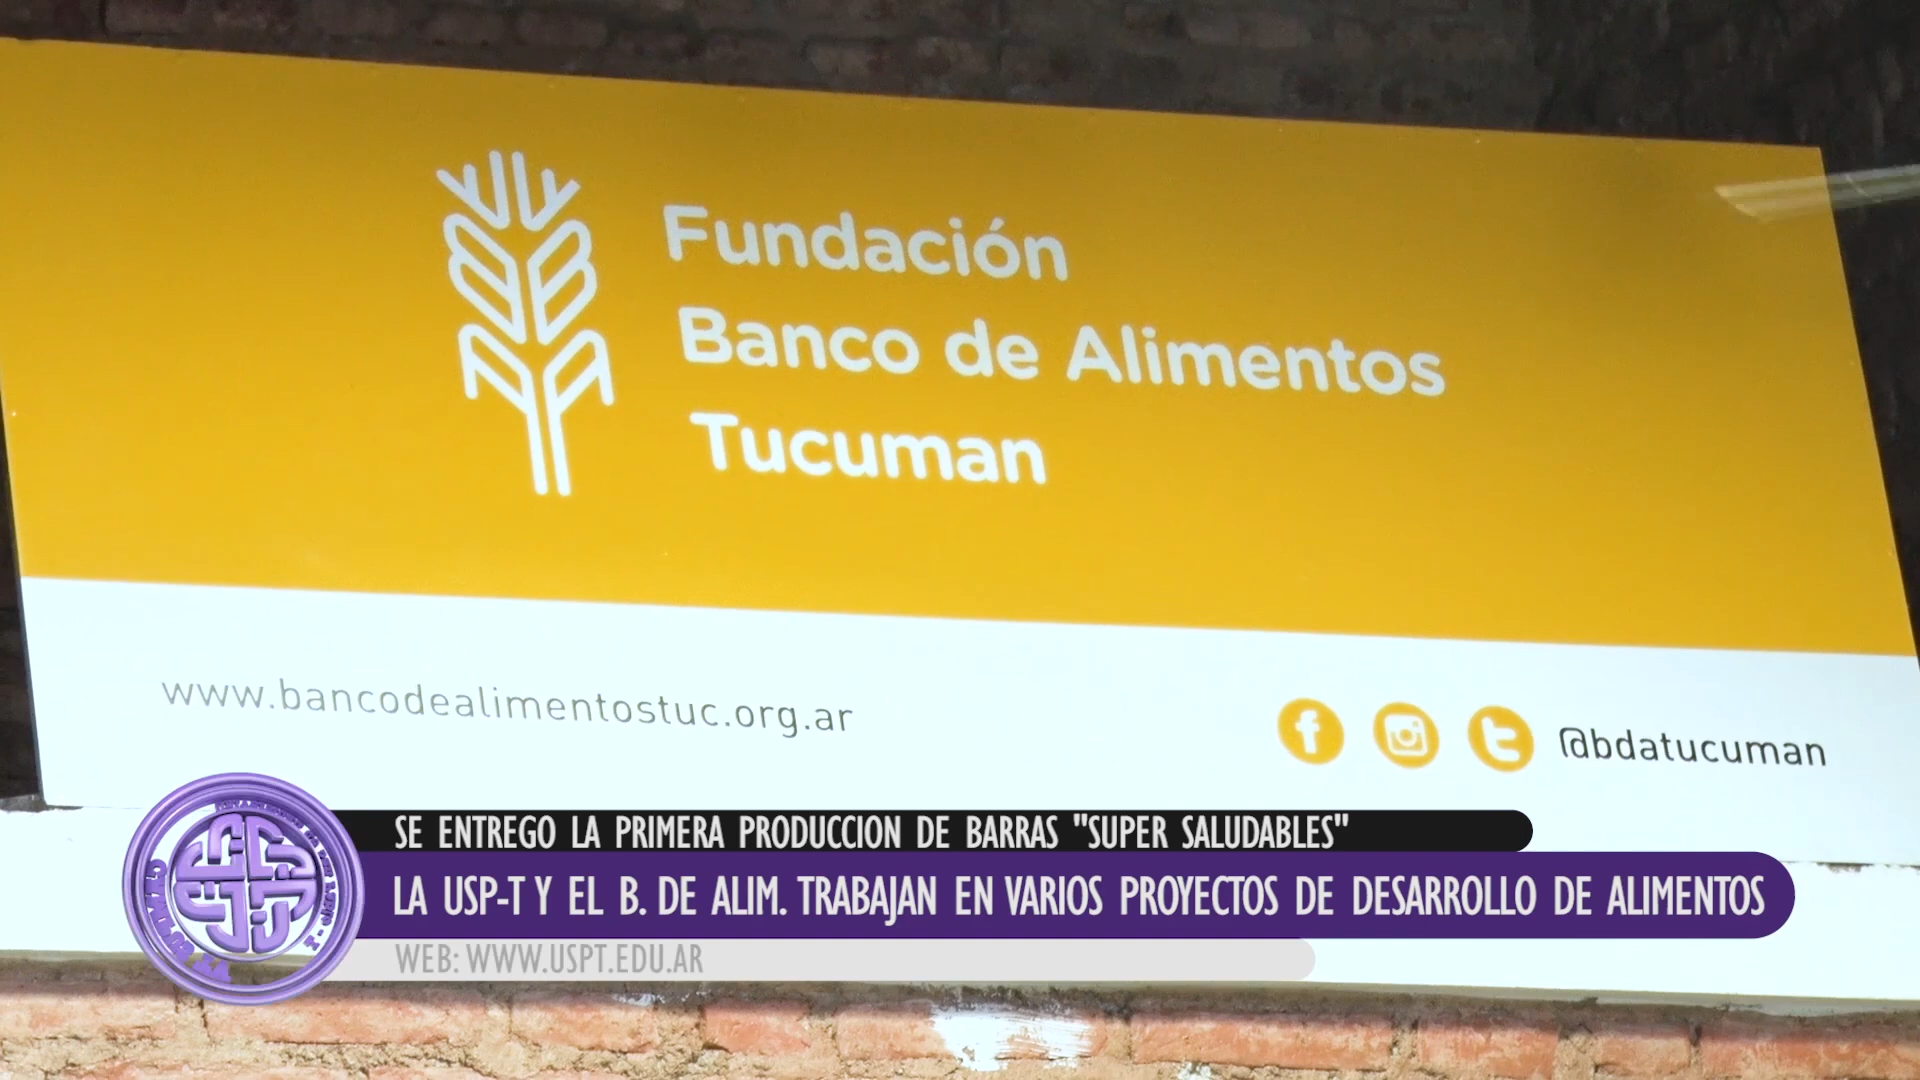 Fundación
Banco de Alimentos
Tucuman
www.bancodealimentostuc.org.ar
@bdatucuman
SE ENTREGO LA PRIMERA PRODUCCION DE BARRAS "SUPER SALUDABLES"
LA USP-T Y EL B. DE ALIM. TRABAJAN EN VARIOS PROYECTOS DE DESARROLLO DE ALIMENTOS
WEB: WWW.USPT.EDU.AR